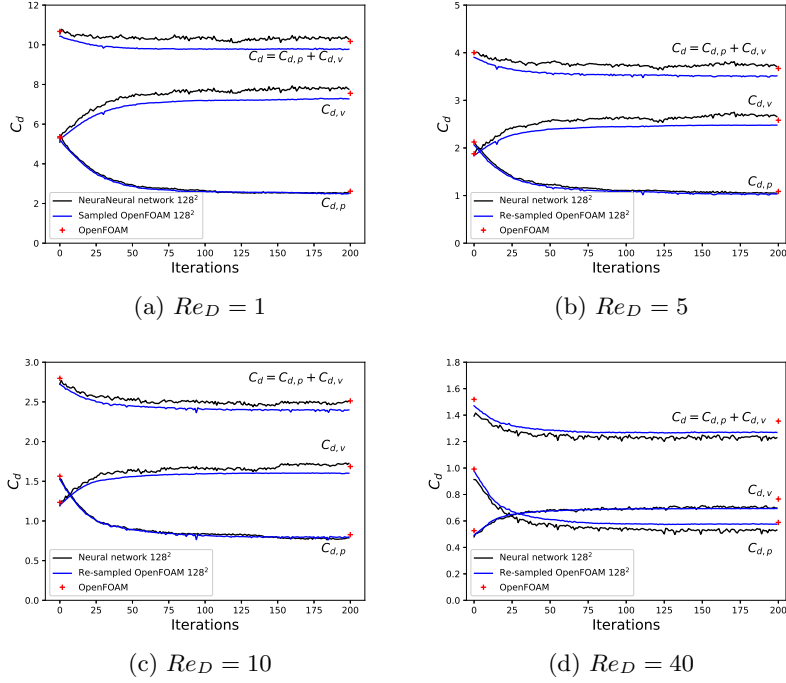 12
10
8
6
4
2
0
C_d
C_d = C_{d,p} + C_{d,v}
C_{d,v}
C_{d,p}
NeuraNeural network 128²
Sampled OpenFOAM 128²
OpenFOAM
0 25 50 75 100 125 150 175 200
Iterations
(a) Re_D = 1
5
4
3
2
1
0
C_d = C_{d,p} + C_{d,v}
C_{d,v}
C_{d,p}
Neural network 128²
Re-sampled OpenFOAM 128²
OpenFOAM
0 25 50 75 100 125 150 175 200
Iterations
(b) Re_D = 5
3.0
2.5
2.0
1.5
1.0
0.5
0.0
C_d
C_d = C_{d,p} + C_{d,v}
C_{d,v}
C_{d,p}
Neural network 128²
Re-sampled OpenFOAM 128²
OpenFOAM
0 25 50 75 100 125 150 175 200
Iterations
(c) Re_D = 10
1.8
1.6
1.4
1.2
1.0
0.8
0.6
0.4
0.2
0.0
C_d
C_d = C_{d,p} + C_{d,v}
C_{d,v}
C_{d,p}
Neural network 128²
Re-sampled OpenFOAM 128²
OpenFOAM
0 25 50 75 100 125 150 175 200
Iterations
(d) Re_D = 40